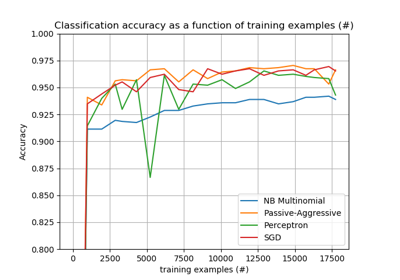 Classification accuracy as a function of training examples (#)
1.000
0.975
0.950
0.925
0.900
0.875
0.850
0.825
0.800
Accuracy
NB Multinomial
Passive-Aggressive
Perceptron
SGD
0 2500 5000 7500 10000 12500 15000 17500
training examples (#)